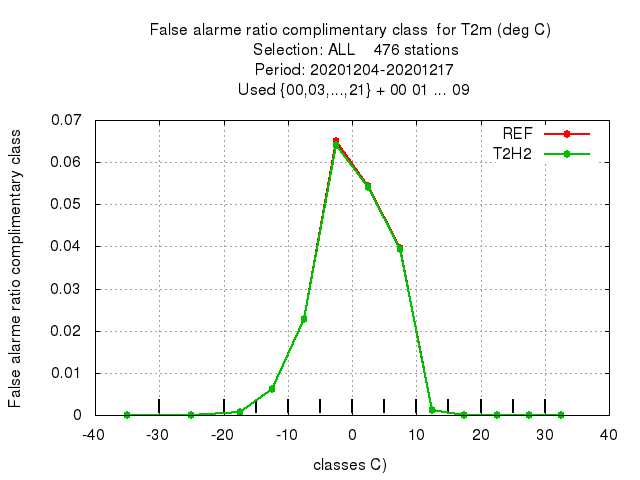 False alarme ratio complimentary class  for T2m (deg C)
Selection: ALL    476 stations
Period: 20201204-20201217
Used {00,03,...,21} + 00 01 ... 09
False alarme ratio complimentary class
0.07
0.06
0.05
0.04
0.03
0.02
0.01
0
REF
T2H2
-40 -30 -20 -10 0 10 20 30 40
classes C)